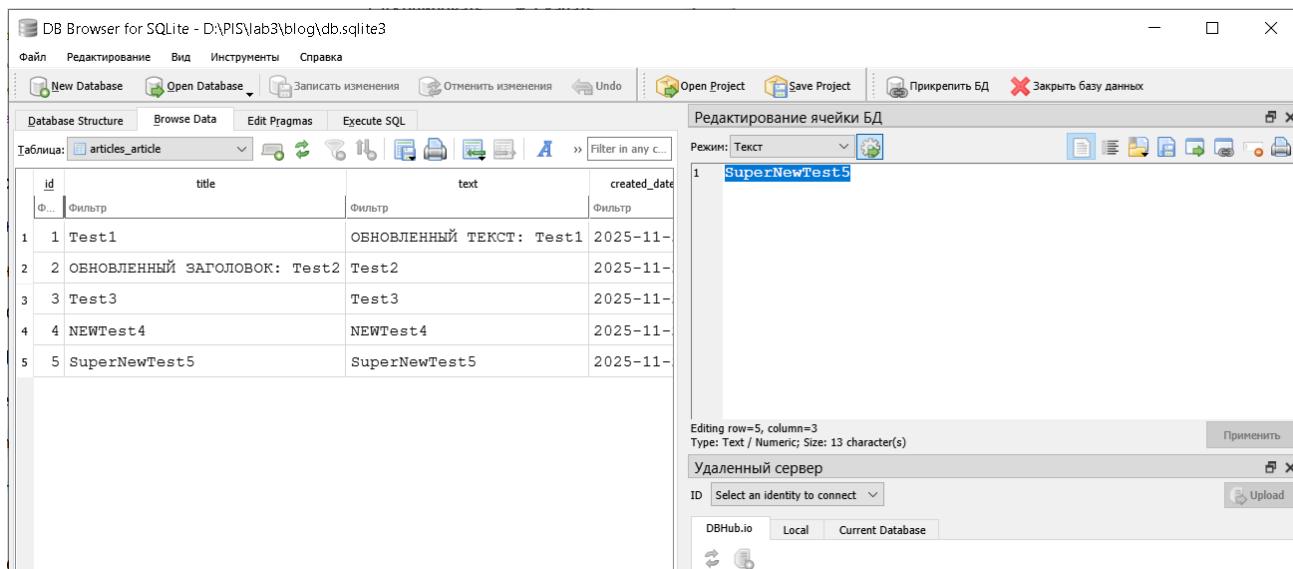 DB Browser for SQLite - D:\PIS\lab3\blog\db.sqlite3
Файл Редактирование Вид Инструменты Справка
New Database Open Database Записать изменения Отменить изменения Undo Open Project Save Project Прикрепить БД Закрыть базу данных
Database Structure Browse Data Edit Pragmas Execute SQL
Таблица: articles_article A » Filter in any c...
id title text created_date
Ф... Фильтр Фильтр Фильтр
1 1 Test1 ОБНОВЛЕННЫЙ ТЕКСТ: Test1 2025-11-
2 2 ОБНОВЛЕННЫЙ ЗАГОЛОВОК: Test2 Test2 2025-11-
3 3 Test3 Test3 2025-11-
4 4 NEWTest4 NEWTest4 2025-11-
5 5 SuperNewTest5 SuperNewTest5 2025-11-
Редактирование ячейки БД
Режим: Текст
1 SuperNewTest5
Editing row=5, column=3
Type: Text / Numeric; Size: 13 character(s)
Применить
Удаленный сервер
ID Select an identity to connect Upload
DBHub.io Local Current Database